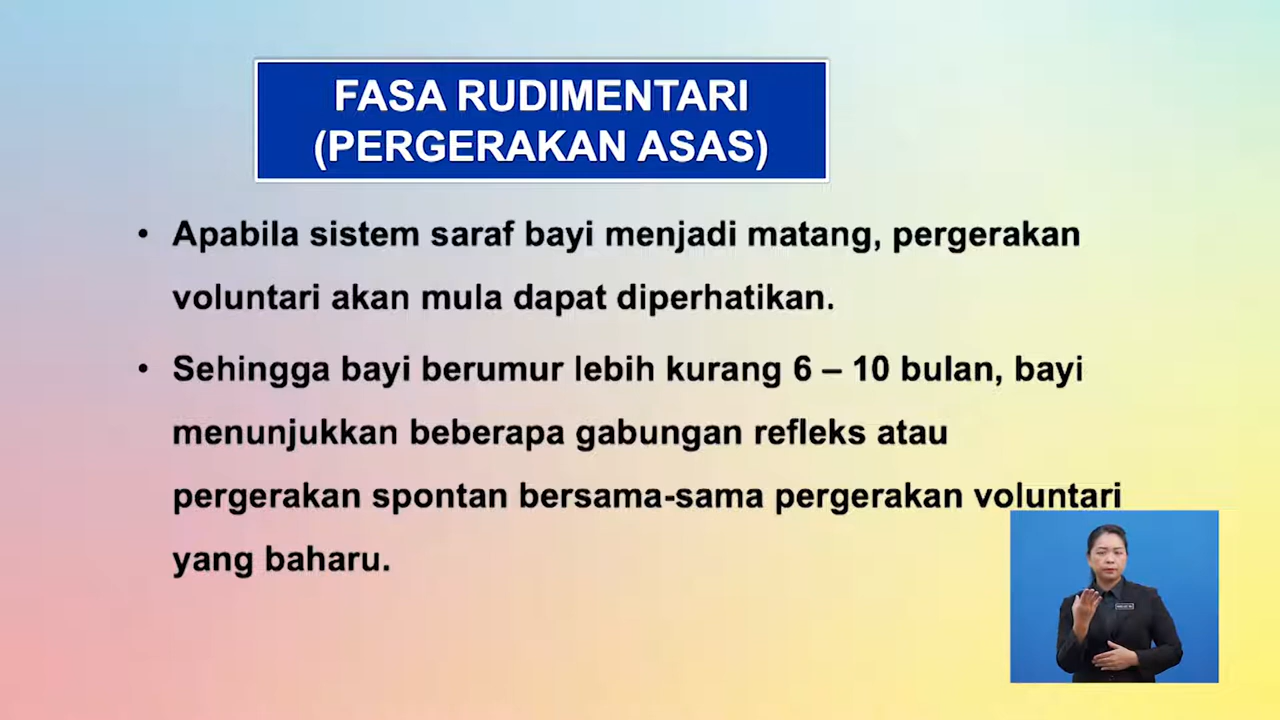 FASA RUDIMENTARI
(PERGERAKAN ASAS)
• Apabila sistem saraf bayi menjadi matang, pergerakan
voluntari akan mula dapat diperhatikan.
• Sehingga bayi berumur lebih kurang 6 – 10 bulan, bayi
menunjukkan beberapa gabungan refleks atau
pergerakan spontan bersama-sama pergerakan voluntari
yang baharu.